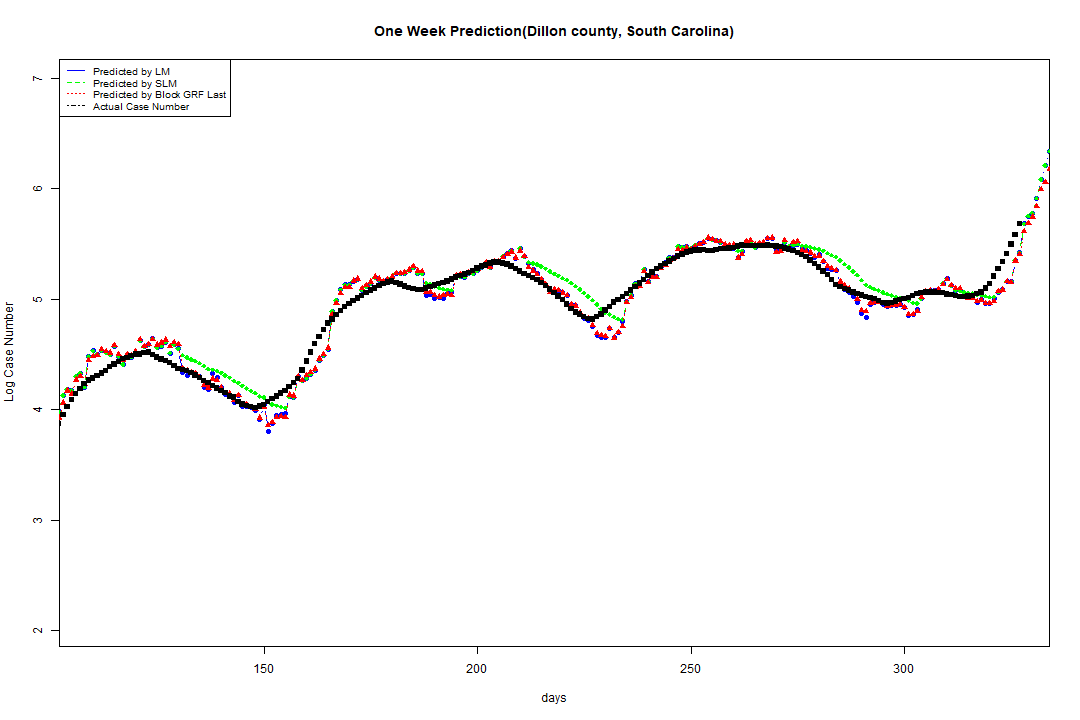 One Week Prediction(Dillon county, South Carolina)
Predicted by LM
Predicted by SLM
Predicted by Block GRF Last
Actual Case Number
7
6
5
4
3
2
Log Case Number
150 200 250 300
days